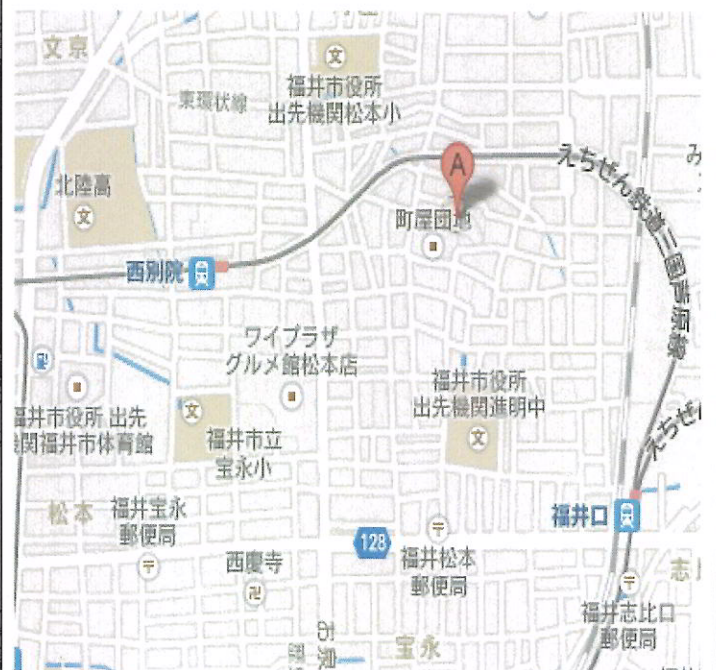 文京
福井市役所
出先機関松本小
東環状線
北陸高
A
えちぜん鉄道三国芦原線
み
町屋団地
西別院
ワイプラザ
グルメ館松本店
福井市役所
出先機関進明中
福井市役所 出先
機関福井市体育館
福井市立
宝永小
えちぜ
松本
福井宝永
郵便局
福井口
128
福井松本
郵便局
西慶寺
志
福井志比口
郵便局
宝永